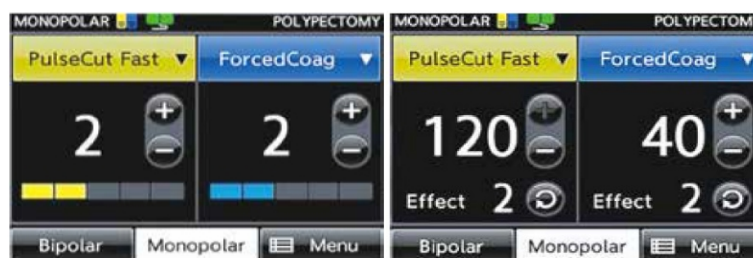 MONOPOLAR POLYPECTOMY
PulseCut Fast ForcedCoag
2 2
Bipolar Monopolar Menu
MONOPOLAR POLYPECTOM
PulseCut Fast ForcedCoag
120 40
Effect 2 Effect 2
Bipolar Monopolar Menu